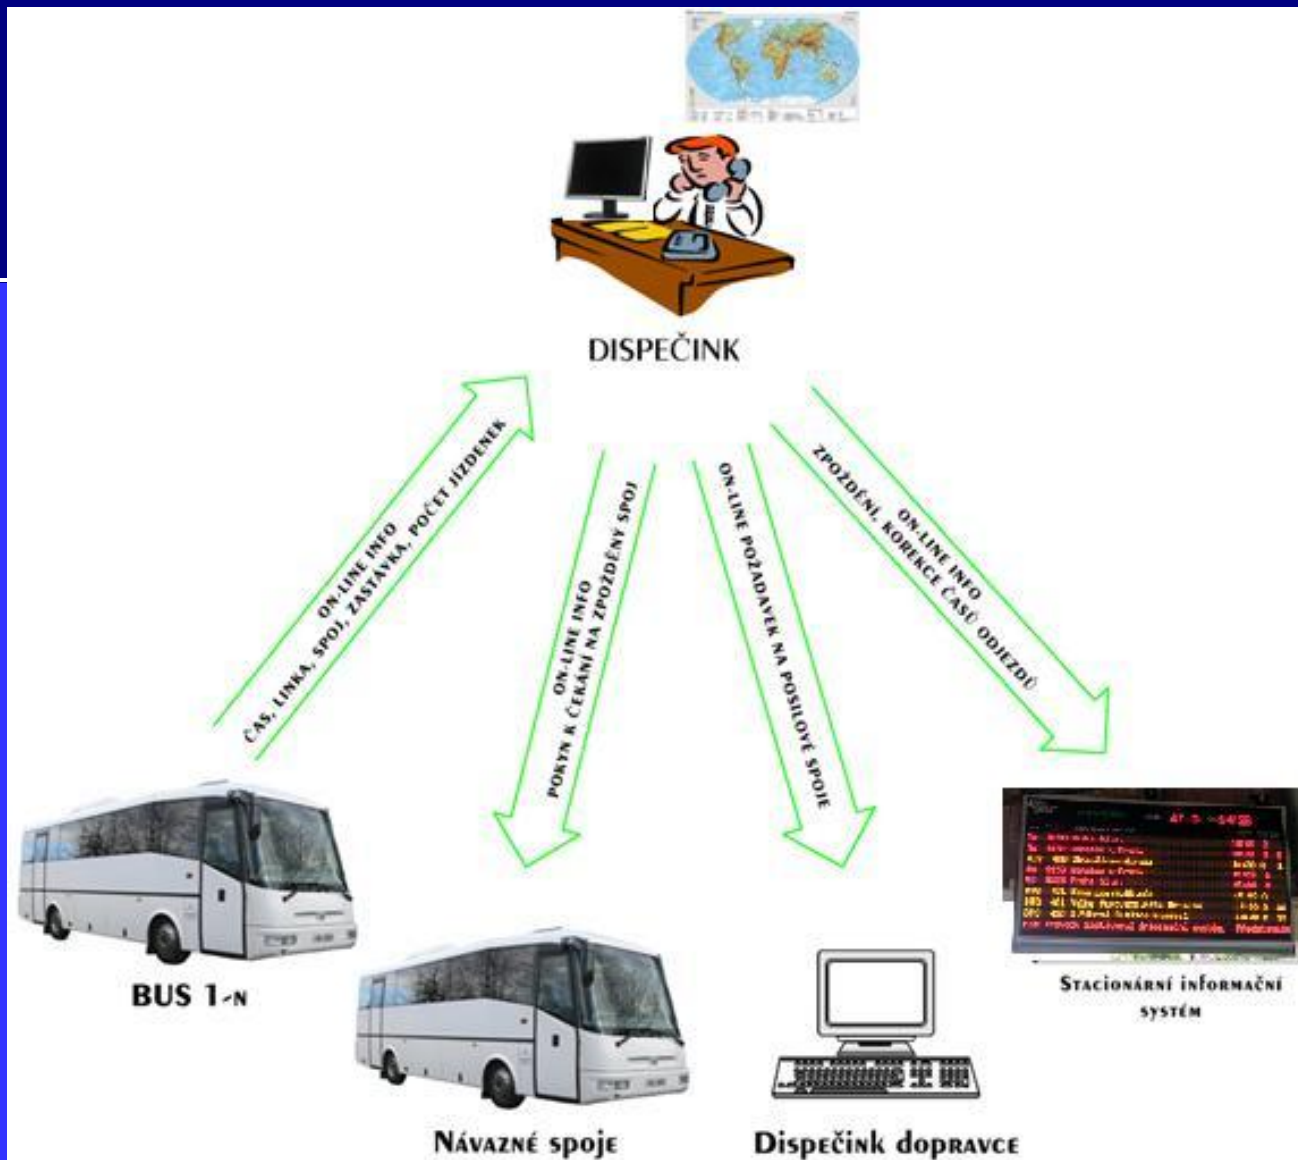 DISPEČINK
ON-LINE INFO
ČAS, LINKA, SPOJ, ZASTÁVKA, POČET JÍZDENEK
ON-LINE INFO
POKYN K ČEKÁNÍ NA ZPOŽDĚNÝ SPOJ
ON-LINE POŽADAVEK NA POSILOVÉ SPOJE
ON-LINE INFO
ZPOŽDĚNÍ, KOREKCE ČASŮ ODJEZDŮ
BUS 1-N
Návazné spoje
Dispečink dopravce
Stacionární informační
systém